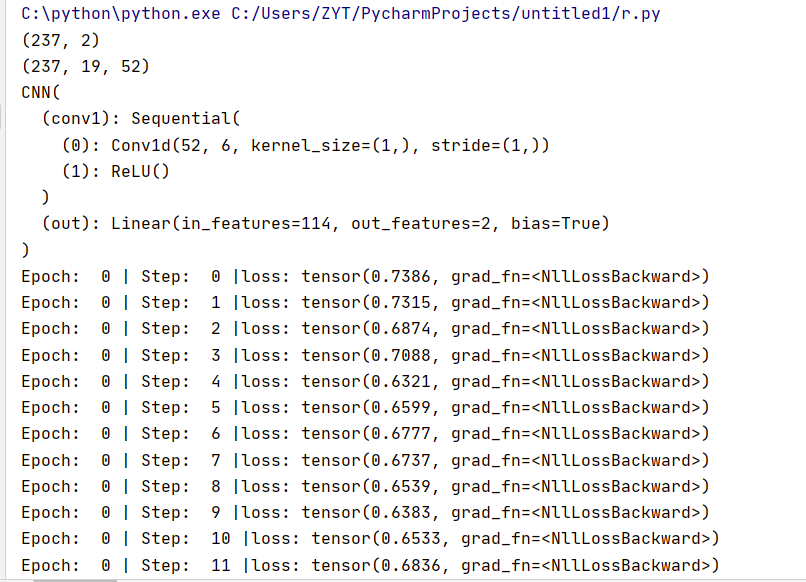 C:\python\python.exe C:/Users/ZYT/PycharmProjects/untitled1/r.py
(237, 2)
(237, 19, 52)
CNN(
  (conv1): Sequential(
    (0): Conv1d(52, 6, kernel_size=(1,), stride=(1,))
    (1): ReLU()
  )
  (out): Linear(in_features=114, out_features=2, bias=True)
)
Epoch:  0 | Step:  0 |loss: tensor(0.7386, grad_fn=<NllLossBackward>)
Epoch:  0 | Step:  1 |loss: tensor(0.7315, grad_fn=<NllLossBackward>)
Epoch:  0 | Step:  2 |loss: tensor(0.6874, grad_fn=<NllLossBackward>)
Epoch:  0 | Step:  3 |loss: tensor(0.7088, grad_fn=<NllLossBackward>)
Epoch:  0 | Step:  4 |loss: tensor(0.6321, grad_fn=<NllLossBackward>)
Epoch:  0 | Step:  5 |loss: tensor(0.6599, grad_fn=<NllLossBackward>)
Epoch:  0 | Step:  6 |loss: tensor(0.6777, grad_fn=<NllLossBackward>)
Epoch:  0 | Step:  7 |loss: tensor(0.6737, grad_fn=<NllLossBackward>)
Epoch:  0 | Step:  8 |loss: tensor(0.6539, grad_fn=<NllLossBackward>)
Epoch:  0 | Step:  9 |loss: tensor(0.6383, grad_fn=<NllLossBackward>)
Epoch:  0 | Step:  10 |loss: tensor(0.6533, grad_fn=<NllLossBackward>)
Epoch:  0 | Step:  11 |loss: tensor(0.6836, grad_fn=<NllLossBackward>)